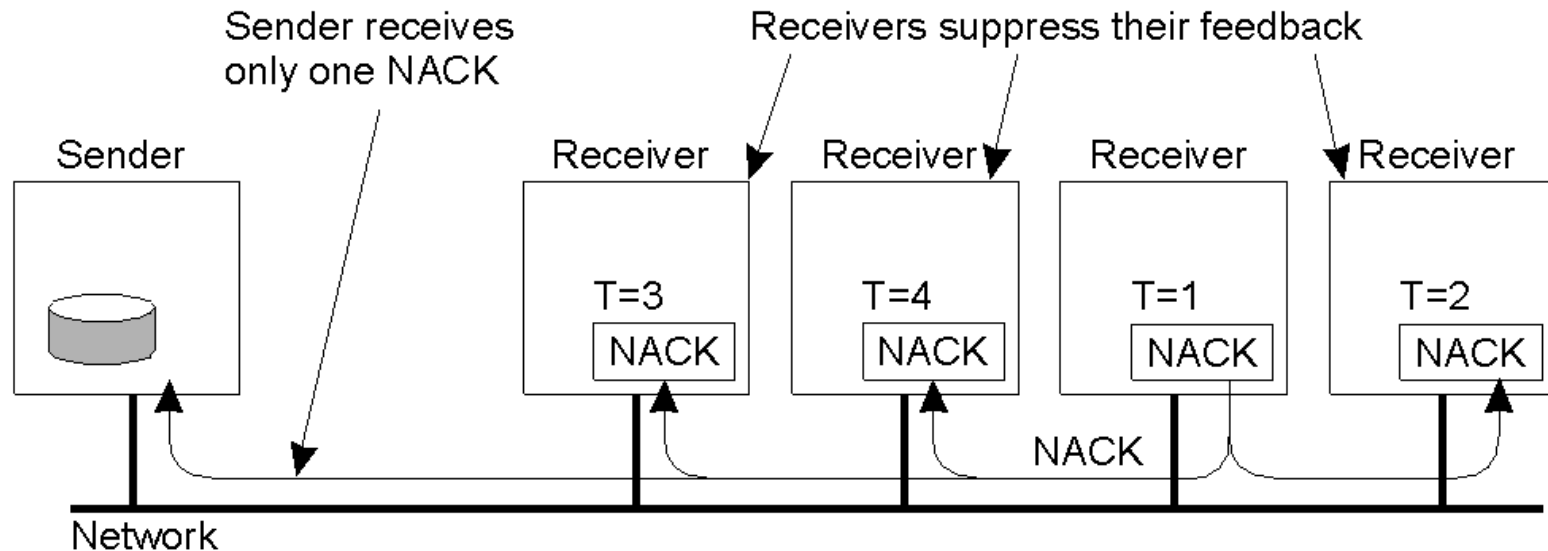 Sender receives
only one NACK
Receivers suppress their feedback
Sender
Receiver
Receiver
Receiver
Receiver
T=3
T=4
T=1
T=2
NACK
NACK
NACK
NACK
NACK
Network